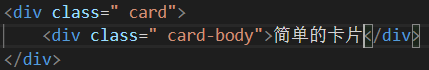 <div class=" card">
    <div class=" card-body">简单的卡片</div>
</div>